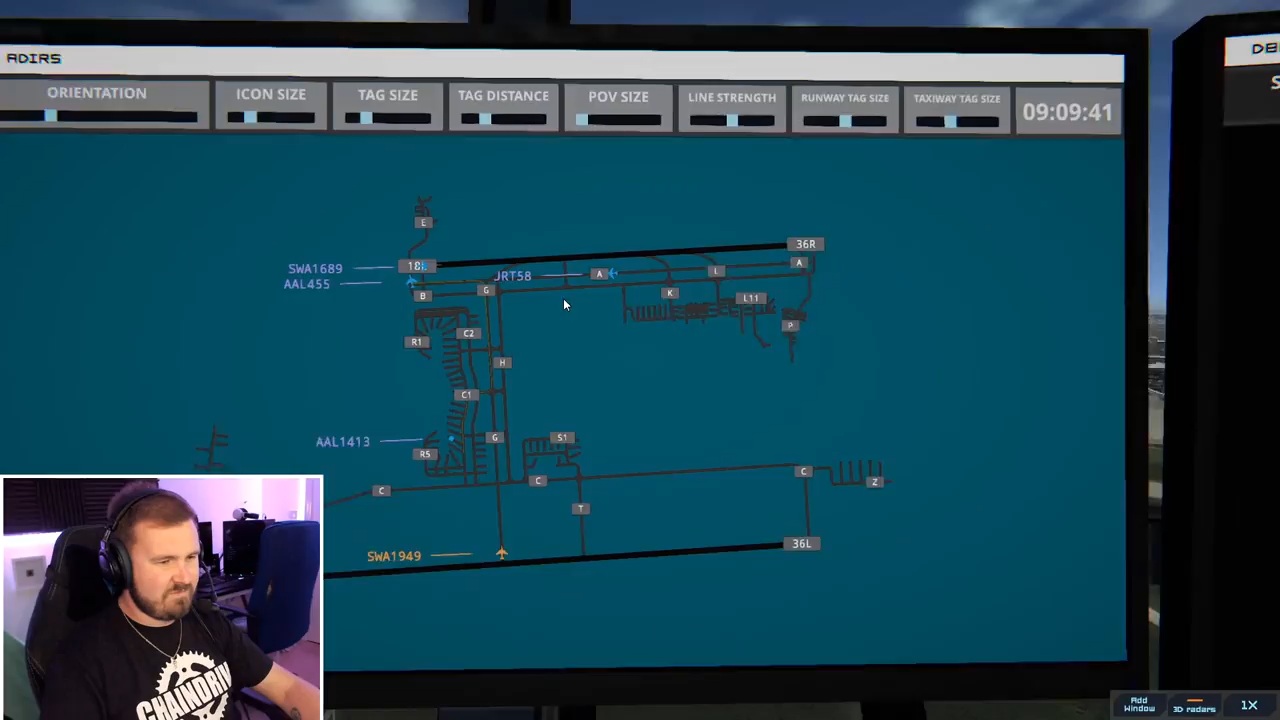 ADIRS
ORIENTATION
ICON SIZE
TAG SIZE
TAG DISTANCE
POV SIZE
LINE STRENGTH
RUNWAY TAG SIZE
TAXIWAY TAG SIZE
09:09:41
E
36R
SWA1689
18
JRT58
A
L
A
AAL455
B
G
K
L11
P
R1
C2
H
C1
AAL1413
R5
G
S1
C
C
C
Z
T
SWA1949
36L
CHAINDRIV
Add
Window
3D radars
1X